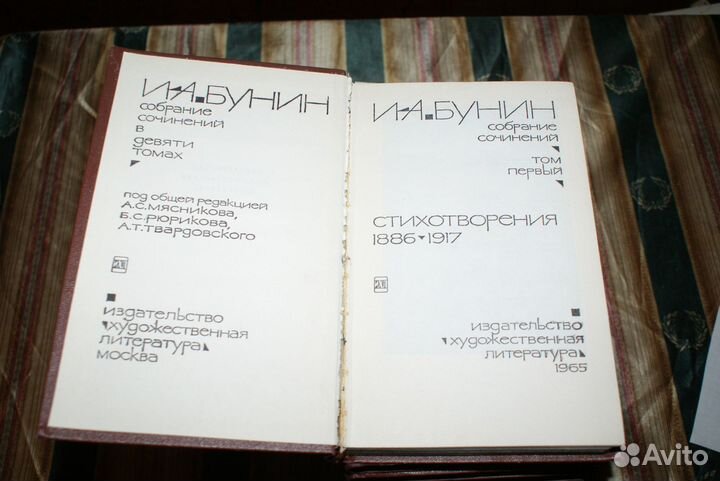 И·А.БУНИН
собрание
сочинений
в
девяти
томах
под общей редакцией
А.С.Мясникова,
Б.С.Рюрикова,
А.Т.Твардовского
издательство
художественная
литература
москва
И·А.БУНИН
собрание
сочинений
том
первый
стихотворения
1886 1917
издательство
художественная
литература
1965
Avito